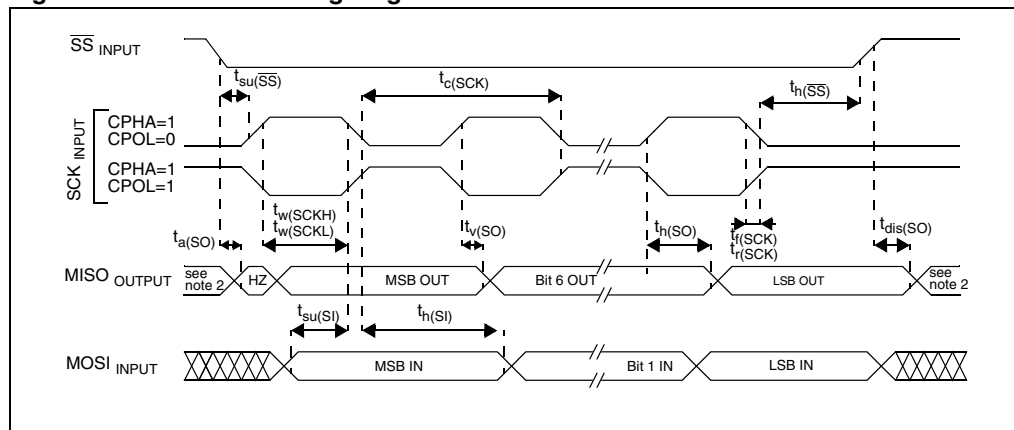 SS INPUT
tsu(SS)
tc(SCK)
th(SS)
SCK INPUT
CPHA=1
CPOL=0
CPHA=1
CPOL=1
ta(SO)
tw(SCKH)
tw(SCKL)
tv(SO)
th(SO)
tf(SCK)
tr(SCK)
tdis(SO)
MISO OUTPUT
see
note 2
HZ
MSB OUT
Bit 6 OUT
LSB OUT
see
note 2
tsu(SI)
th(SI)
MOSI INPUT
MSB IN
Bit 1 IN
LSB IN